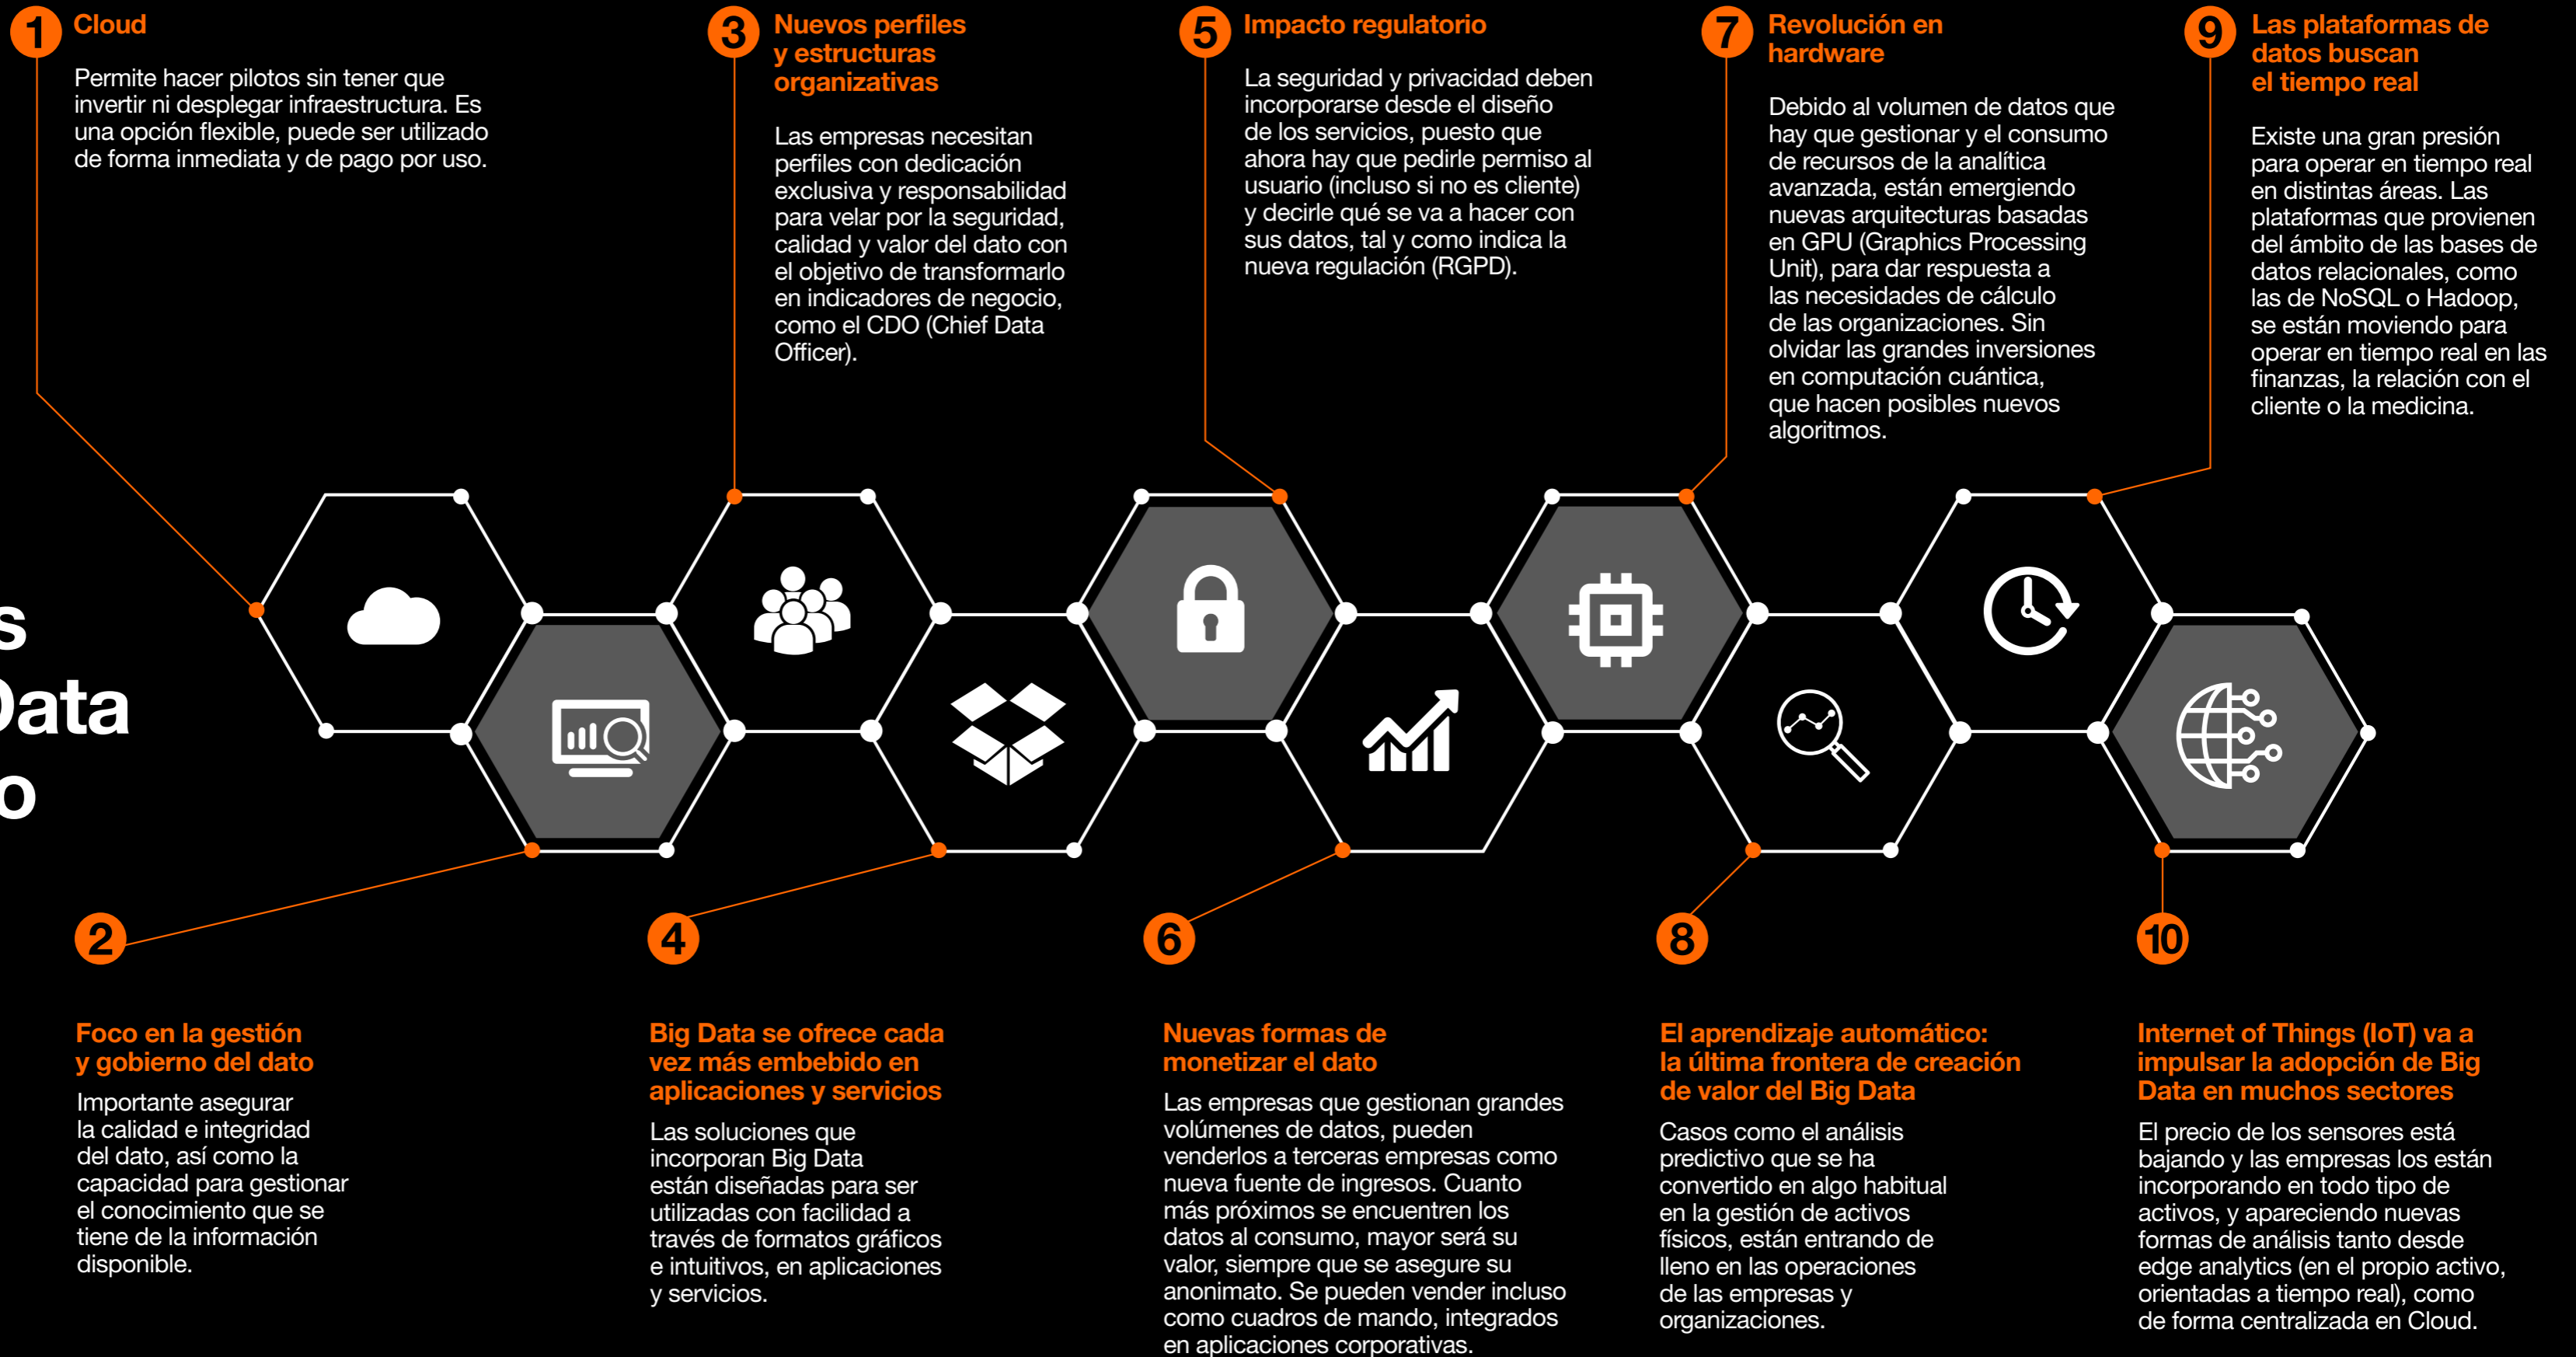 1
Cloud
Permite hacer pilotos sin tener que
invertir ni desplegar infraestructura. Es
una opción flexible, puede ser utilizado
de forma inmediata y de pago por uso.
3
Nuevos perfiles
y estructuras
organizativas
Las empresas necesitan
perfiles con dedicación
exclusiva y responsabilidad
para velar por la seguridad,
calidad y valor del dato con
el objetivo de transformarlo
en indicadores de negocio,
como el CDO (Chief Data
Officer).
5
Impacto regulatorio
La seguridad y privacidad deben
incorporarse desde el diseño
de los servicios, puesto que
ahora hay que pedirle permiso al
usuario (incluso si no es cliente)
y decirle qué se va a hacer con
sus datos, tal y como indica la
nueva regulación (RGPD).
7
Revolución en
hardware
Debido al volumen de datos que
hay que gestionar y el consumo
de recursos de la analítica
avanzada, están emergiendo
nuevas arquitecturas basadas
en GPU (Graphics Processing
Unit), para dar respuesta a
las necesidades de cálculo
de las organizaciones. Sin
olvidar las grandes inversiones
en computación cuántica,
que hacen posibles nuevos
algoritmos.
9
Las plataformas de
datos buscan
el tiempo real
Existe una gran presión
para operar en tiempo real
en distintas áreas. Las
plataformas que provienen
del ámbito de las bases de
datos relacionales, como
las de NoSQL o Hadoop,
se están moviendo para
operar en tiempo real en las
finanzas, la relación con el
cliente o la medicina.
s
Data
o
2
Foco en la gestión
y gobierno del dato
Importante asegurar
la calidad e integridad
del dato, así como la
capacidad para gestionar
el conocimiento que se
tiene de la información
disponible.
4
Big Data se ofrece cada
vez más embebido en
aplicaciones y servicios
Las soluciones que
incorporan Big Data
están diseñadas para ser
utilizadas con facilidad a
través de formatos gráficos
e intuitivos, en aplicaciones
y servicios.
6
Nuevas formas de
monetizar el dato
Las empresas que gestionan grandes
volúmenes de datos, pueden
venderlos a terceras empresas como
nueva fuente de ingresos. Cuanto
más próximos se encuentren los
datos al consumo, mayor será su
valor, siempre que se asegure su
anonimato. Se pueden vender incluso
como cuadros de mando, integrados
en aplicaciones corporativas.
8
El aprendizaje automático:
la última frontera de creación
de valor del Big Data
Casos como el análisis
predictivo que se ha
convertido en algo habitual
en la gestión de activos
físicos, están entrando de
lleno en las operaciones
de las empresas y
organizaciones.
10
Internet of Things (IoT) va a
impulsar la adopción de Big
Data en muchos sectores
El precio de los sensores está
bajando y las empresas los están
incorporando en todo tipo de
activos, y apareciendo nuevas
formas de análisis tanto desde
edge analytics (en el propio activo,
orientadas a tiempo real), como
de forma centralizada en Cloud.